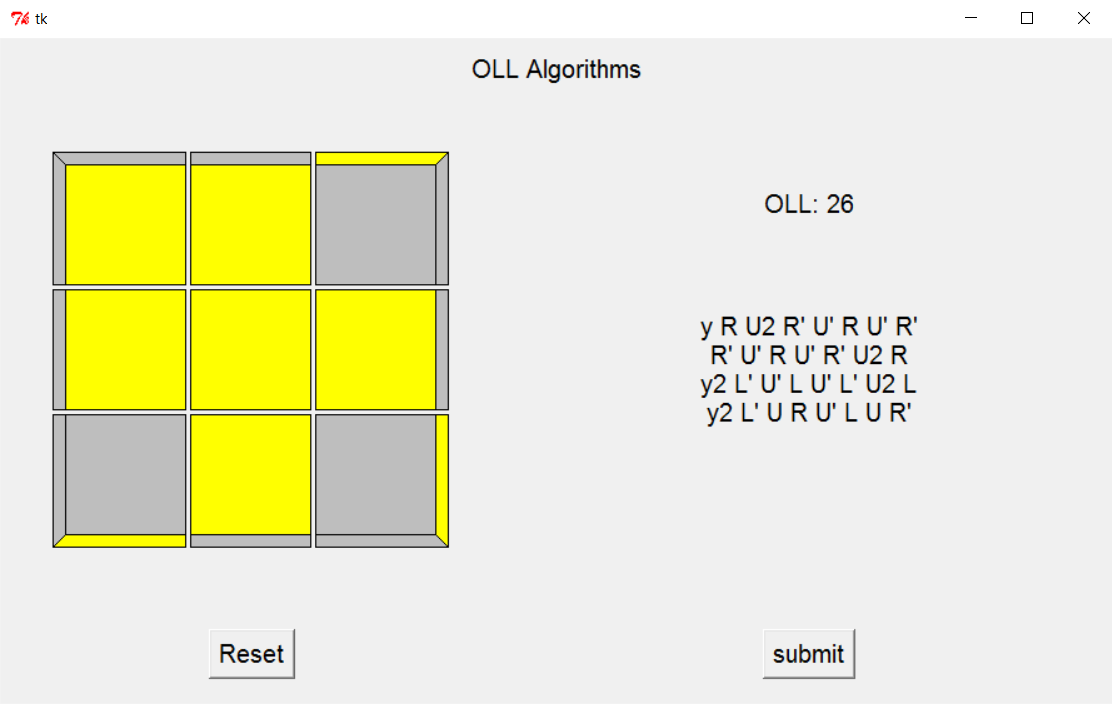 tk
OLL Algorithms
OLL: 26
y R U2 R' U' R U' R'
R' U' R U' R' U2 R
y2 L' U' L U' L' U2 L
y2 L' U R U' L U R'
Reset
submit